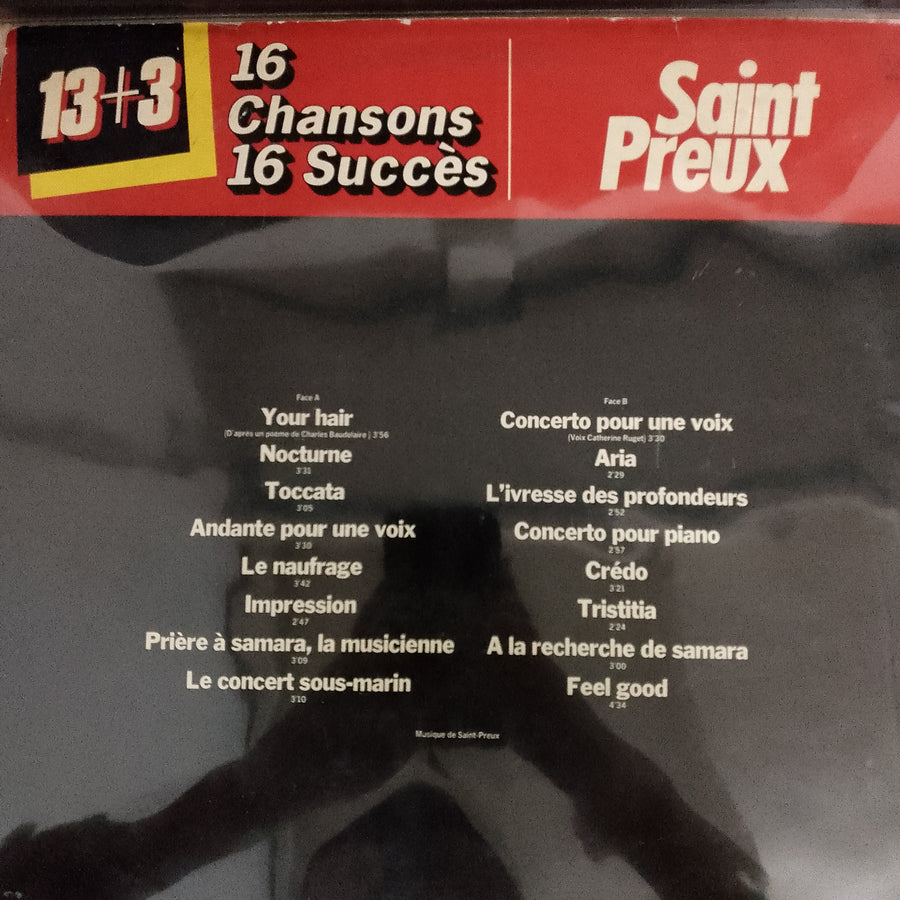 13+3
16
Chansons
16 Succès
Saint
Preux
Face A
Your hair
(D'après un poème de Charles Baudelaire) 3'56
Nocturne
3'31
Toccata
3'05
Andante pour une voix
3'30
Le naufrage
3'42
Impression
2'47
Prière à samara, la musicienne
3'09
Le concert sous-marin
3'10
Face B
Concerto pour une voix
(Voix Catherine Ruget) 3'30
Aria
2'29
L'ivresse des profondeurs
2'52
Concerto pour piano
2'57
Crédo
3'21
Tristitia
2'24
A la recherche de samara
3'00
Feel good
4'34
Musique de Saint-Preux